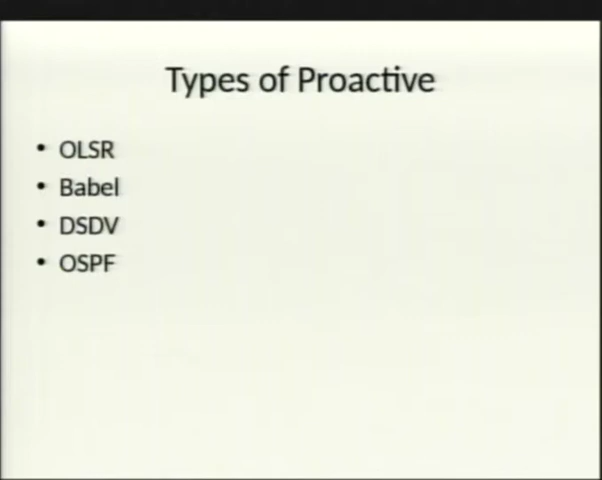 Types of Proactive
• OLSR
• Babel
• DSDV
• OSPF